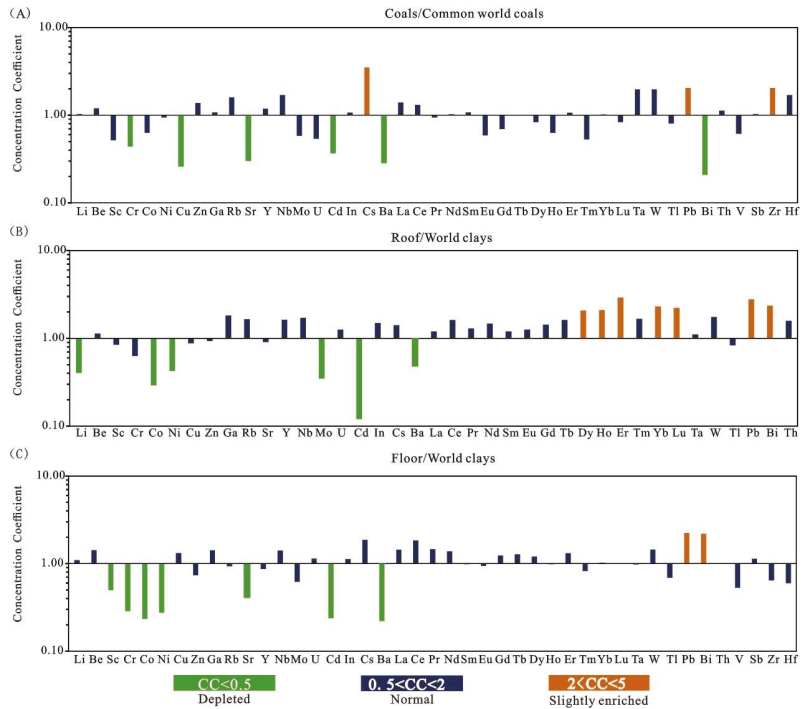 (A)
Coals/Common world coals
Concentration Coefficient
10.00
1.00
0.10
Li Be Sc Cr Co Ni Cu Zn Ga Rb Sr Y Nb Mo U Cd In Cs Ba La Ce Pr Nd Sm Eu Gd Tb Dy Ho Er Tm Yb Lu Ta W Tl Pb Bi Th V Sb Zr Hf
(B)
Roof/World clays
Concentration Coefficient
10.00
1.00
0.10
Li Be Sc Cr Co Ni Cu Zn Ga Rb Sr Y Nb Mo U Cd In Cs Ba La Ce Pr Nd Sm Eu Gd Tb Dy Ho Er Tm Yb Lu Ta W Tl Pb Bi Th
(C)
Floor/World clays
Concentration Coefficient
10.00
1.00
0.10
Li Be Sc Cr Co Ni Cu Zn Ga Rb Sr Y Nb Mo U Cd In Cs Ba La Ce Pr Nd Sm Eu Gd Tb Dy Ho Er Tm Yb Lu Ta W Tl Pb Bi Th V Sb Zr Hf
CC<0.5 0.5<CC<2 2<CC<5
Depleted Normal Slightly enriched